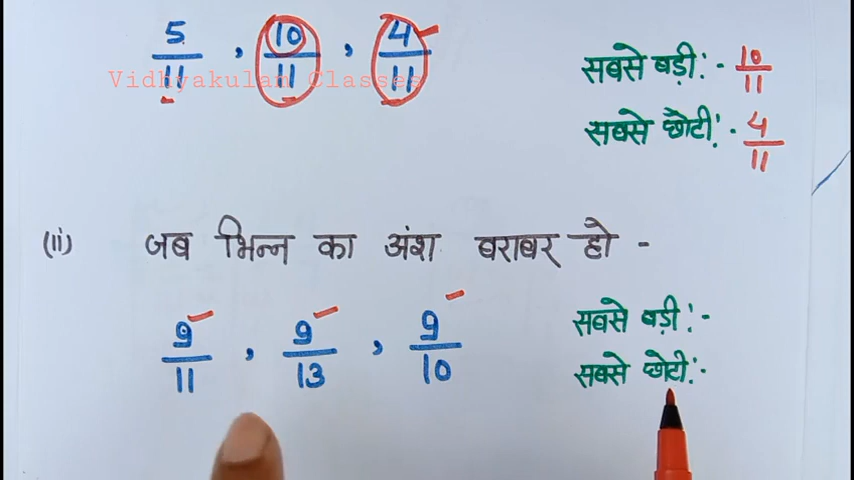 5/11 , 10/11 , 4/11
Vidhyakulan Classes
सबसे बड़ी:- 10/11
सबसे छोटी:- 4/11
(ii) जब भिन्न का अंश बराबर हो -
9/11 , 9/13 , 9/10
सबसे बड़ी:-
सबसे छोटी:-